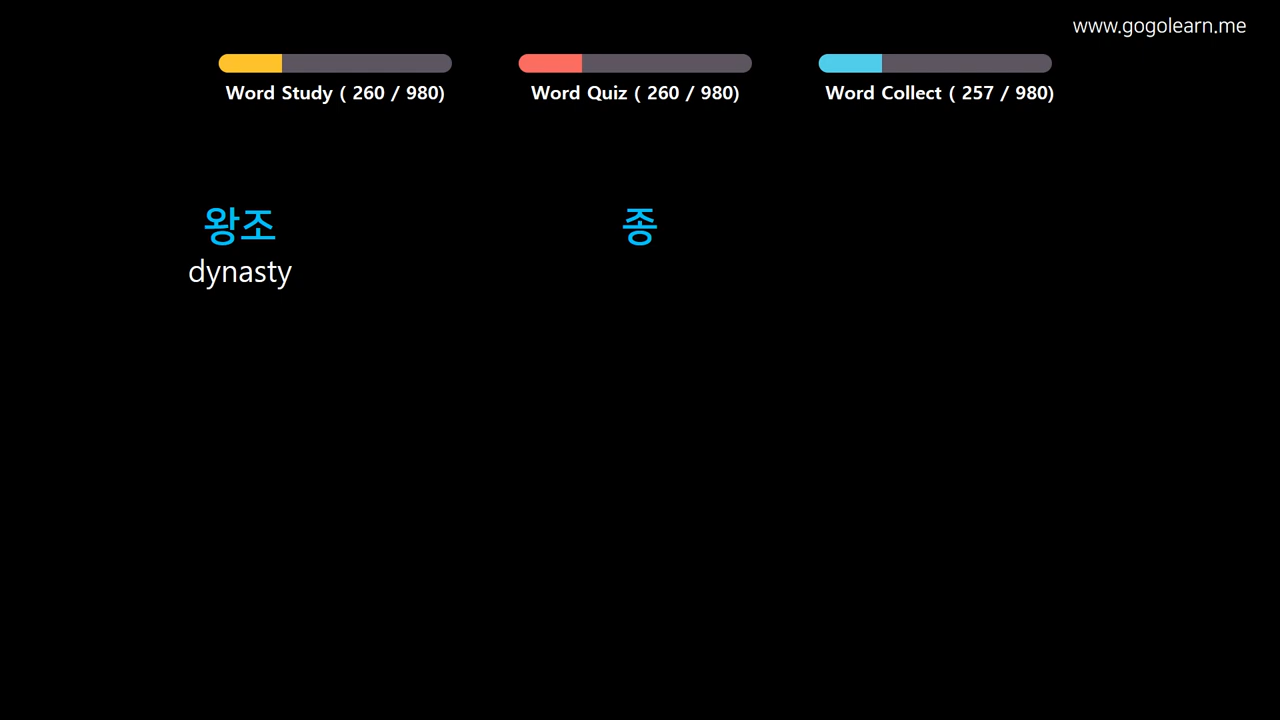 www.gogolearn.me
Word Study ( 260 / 980)
Word Quiz ( 260 / 980)
Word Collect ( 257 / 980)
왕조
종
dynasty